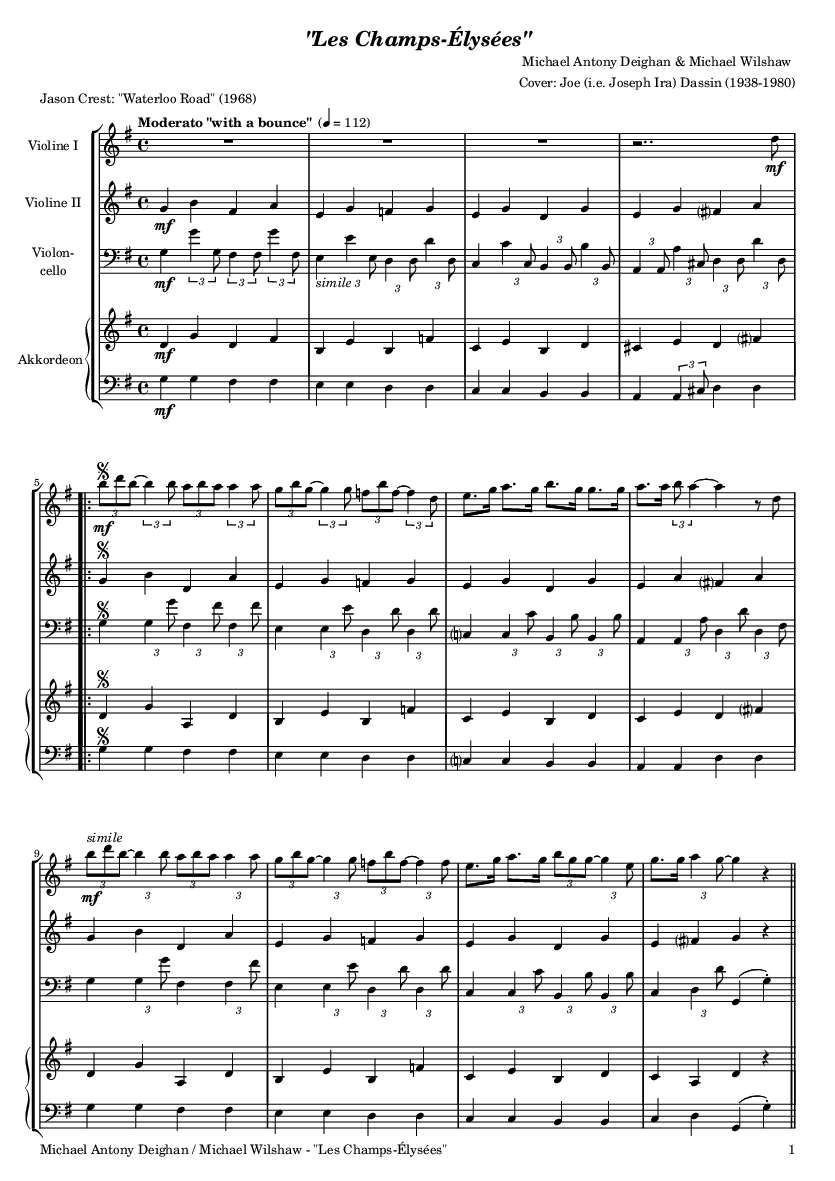 "Les Champs-Élysées"
Michael Antony Deighan & Michael Wilshaw
Cover: Joe (i.e. Joseph Ira) Dassin (1938-1980)
Jason Crest: "Waterloo Road" (1968)
Moderato "with a bounce" (♩ = 112)
Violine I
mf
Violine II
mf
Violon-
cello
mf 3 3 3 simile 3 3 3 3 3 3 3 3 3
Akkordeon
mf
3
mf
5
mf 3 3 3 3 3 3 3 3 3
3 3 3 3 3 3 3 3 3 3 3 3
9
simile
mf 3 3 3 3 3 3 3 3 3 3 3
3 3 3 3 3 3 3 3 3
Michael Antony Deighan / Michael Wilshaw - "Les Champs-Élysées" 1